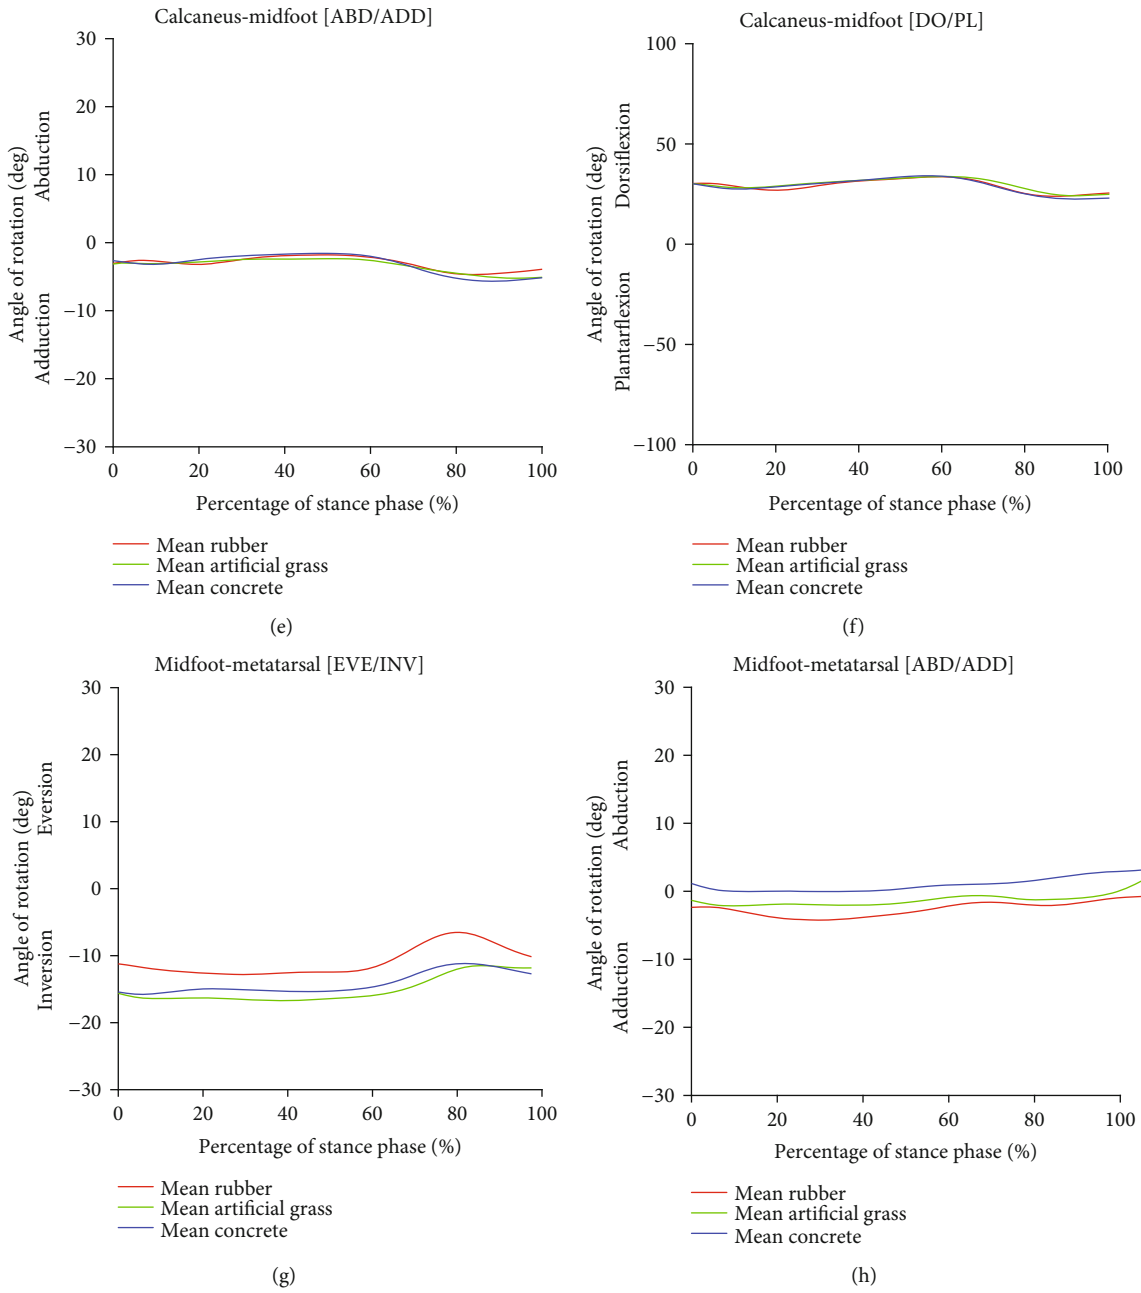 Calcaneus-midfoot [ABD/ADD]
30
20
10
0
−10
−20
−30
Angle of rotation (deg)
Abduction
Adduction
0 20 40 60 80 100
Percentage of stance phase (%)
Mean rubber
Mean artificial grass
Mean concrete
(e)
Calcaneus-midfoot [DO/PL]
100
50
0
−50
−100
Angle of rotation (deg)
Dorsiflexion
Plantarflexion
0 20 40 60 80 100
Percentage of stance phase (%)
Mean rubber
Mean artificial grass
Mean concrete
(f)
Midfoot-metatarsal [EVE/INV]
30
20
10
0
−10
−20
−30
Angle of rotation (deg)
Eversion
Inversion
0 20 40 60 80 100
Percentage of stance phase (%)
Mean rubber
Mean artificial grass
Mean concrete
(g)
Midfoot-metatarsal [ABD/ADD]
30
20
10
0
−10
−20
−30
Angle of rotation (deg)
Abduction
Adduction
0 20 40 60 80 100
Percentage of stance phase (%)
Mean rubber
Mean artificial grass
Mean concrete
(h)